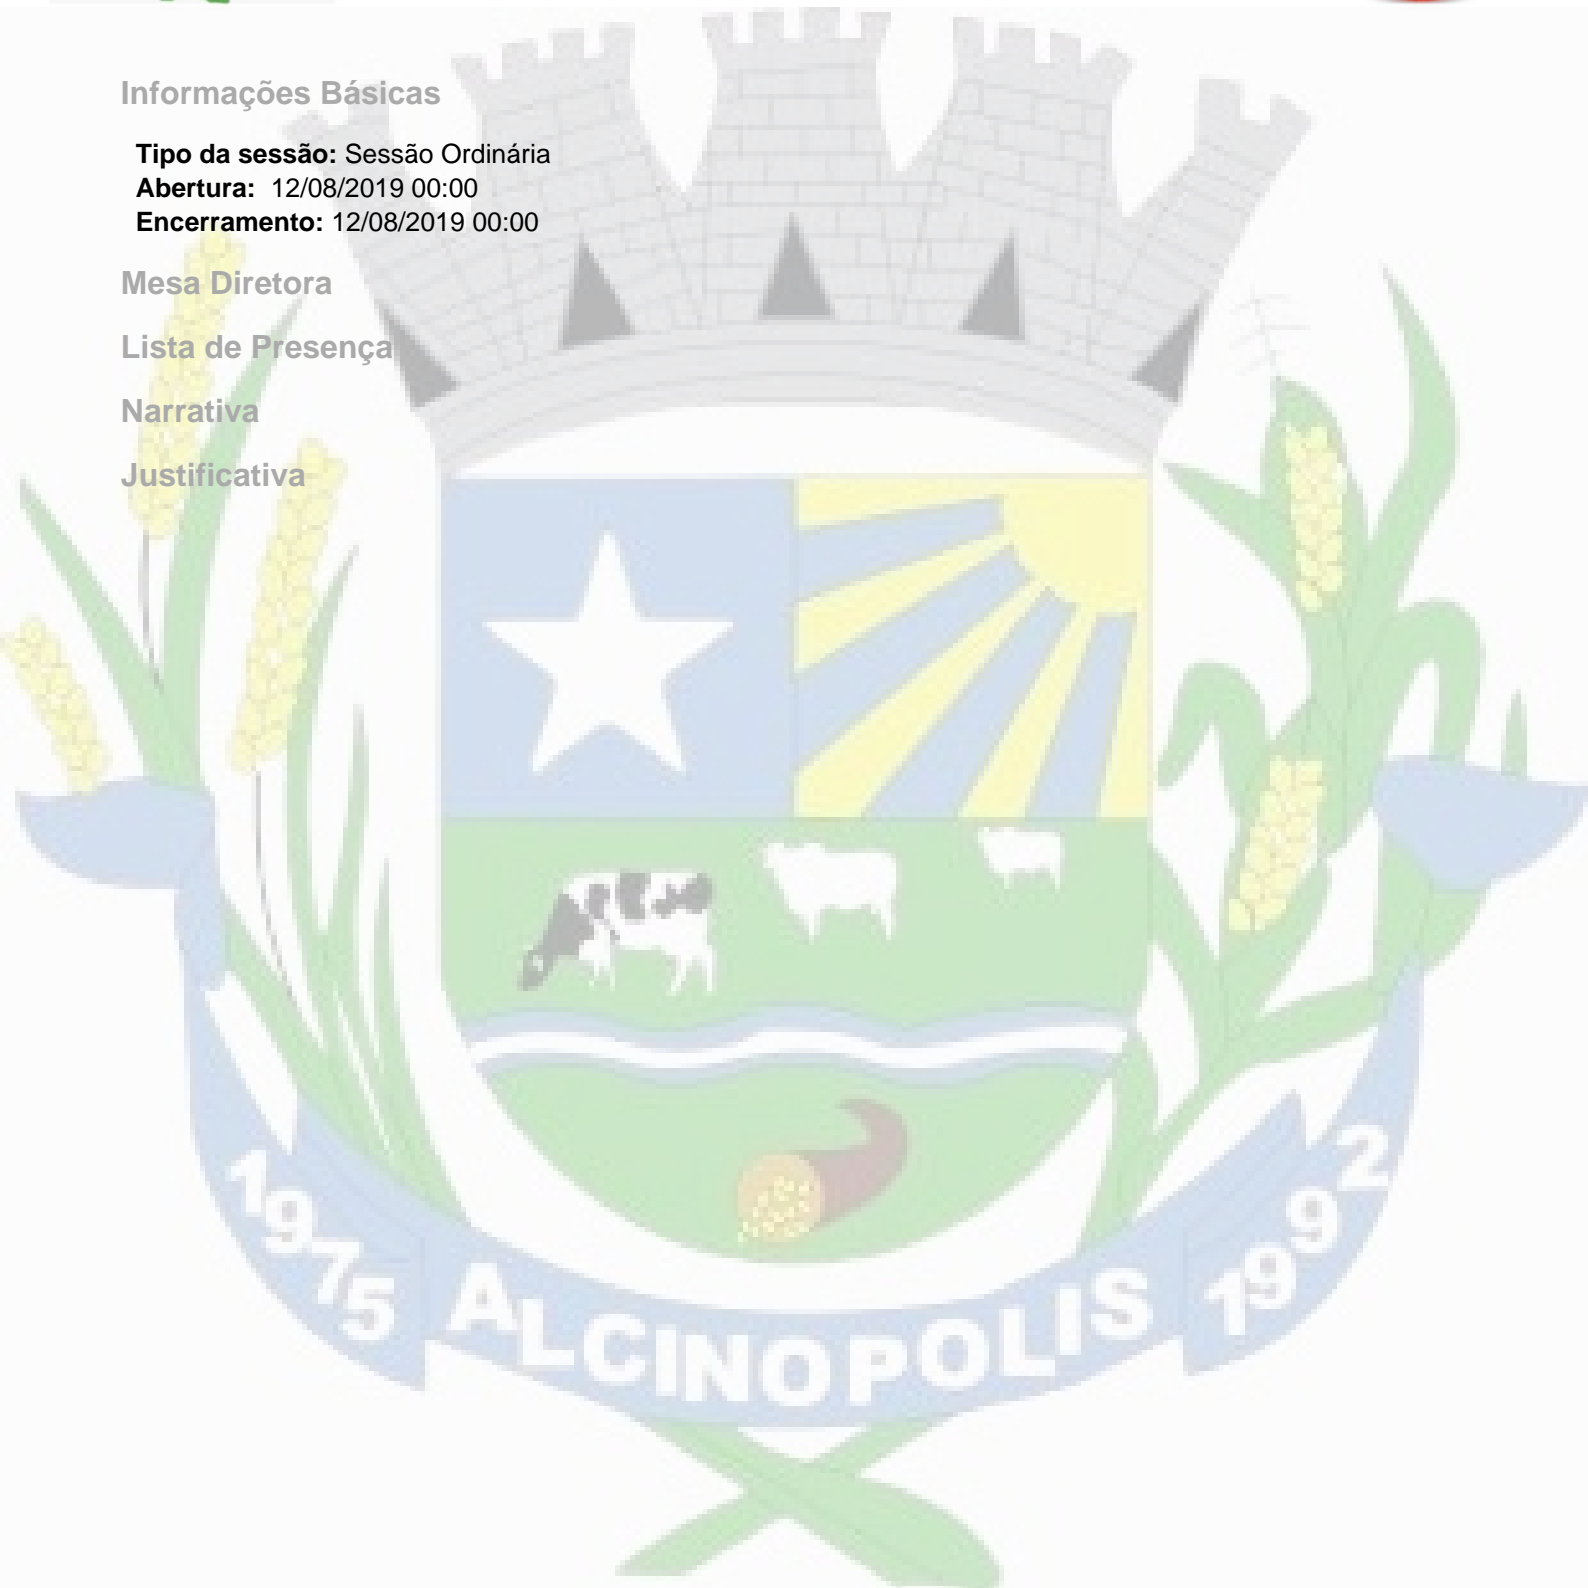 Informações Básicas
Tipo da sessão: Sessão Ordinária
Abertura: 12/08/2019 00:00
Encerramento: 12/08/2019 00:00
Mesa Diretora
Lista de Presença
Narrativa
Justificativa
1975 ALCINOPOLIS 1992